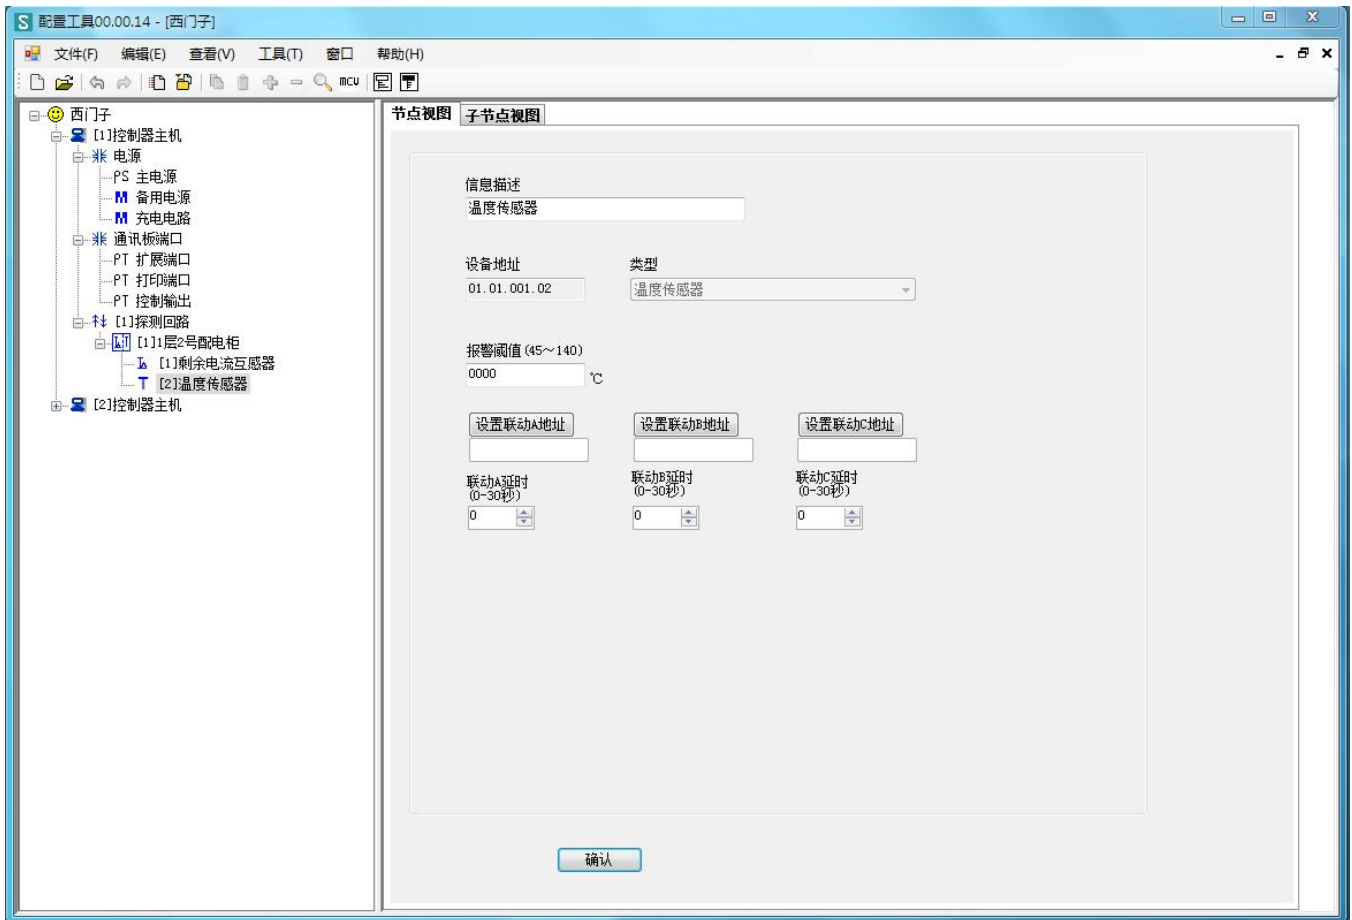 配置工具00.00.14 - [西门子]
文件(F) 编辑(E) 查看(V) 工具(T) 窗口 帮助(H)
MCU
西门子
[1]控制器主机
电源
PS 主电源
M 备用电源
M 充电电路
通讯板端口
PT 扩展端口
PT 打印端口
PT 控制输出
[1]探测回路
[1]1层2号配电柜
[1]剩余电流互感器
T [2]温度传感器
[2]控制器主机
节点视图 子节点视图
信息描述
温度传感器
设备地址 类型
01.01.001.02 温度传感器
报警阈值(45～140)
0000 ℃
设置联动A地址 设置联动B地址 设置联动C地址
联动A延时 联动B延时 联动C延时
(0-30秒) (0-30秒) (0-30秒)
0 0 0
确认